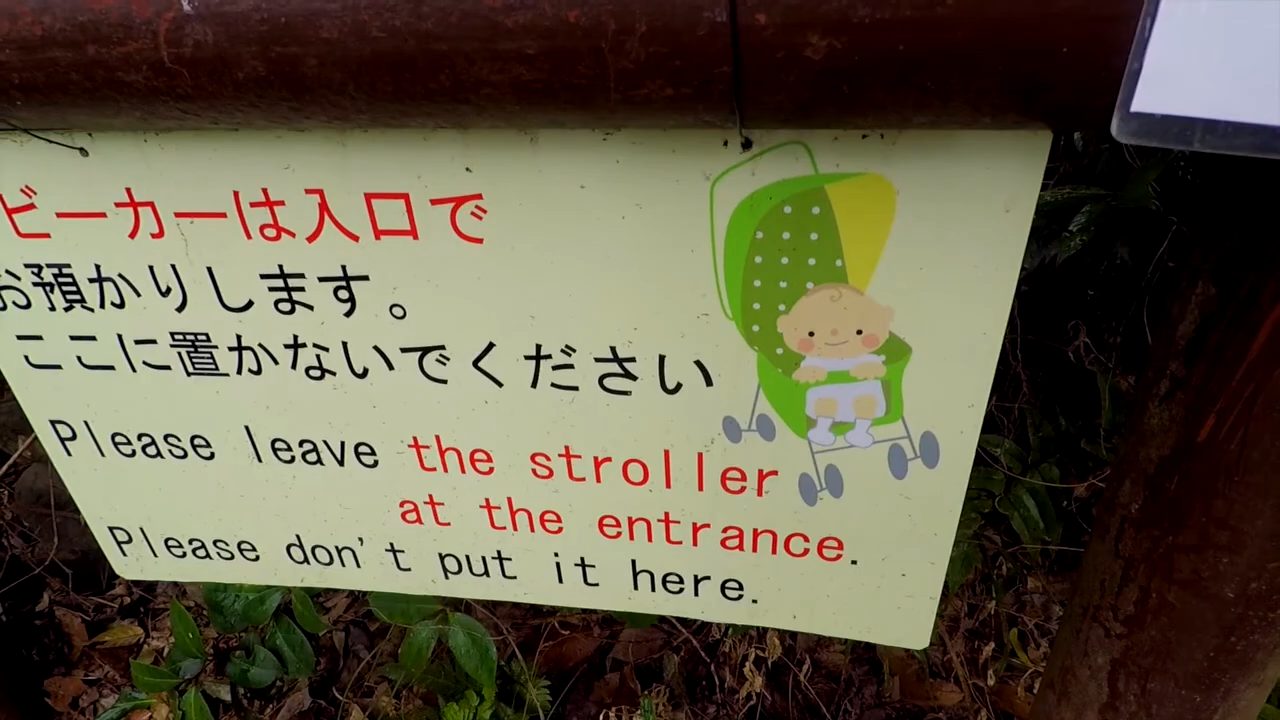 ビーカーは入口で
お預かりします。
ここに置かないでください
Please leave the stroller
at the entrance.
Please don't put it here.